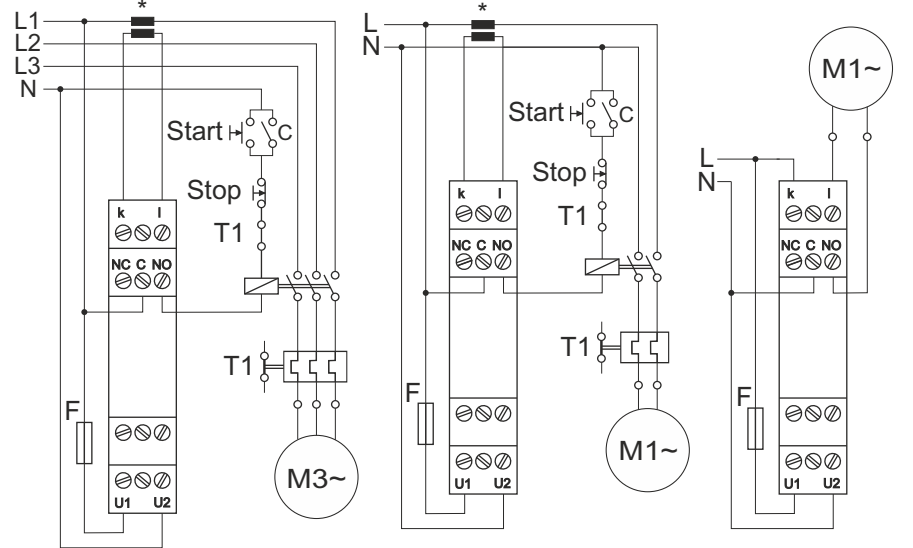 *
L1
L2
L3
N
Start
C
Stop
T1
k l
NC C NO
T1
F
M3~
U1 U2
*
L
N
Start
C
Stop
T1
k l
NC C NO
T1
F
M1~
U1 U2
M1~
L
N
k l
NC C NO
F
U1 U2